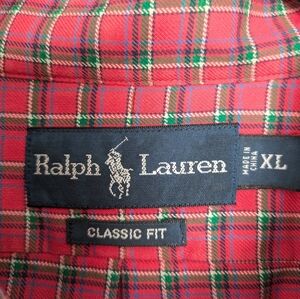 Ralph Lauren
MADE IN
CHINA
XL
CLASSIC FIT